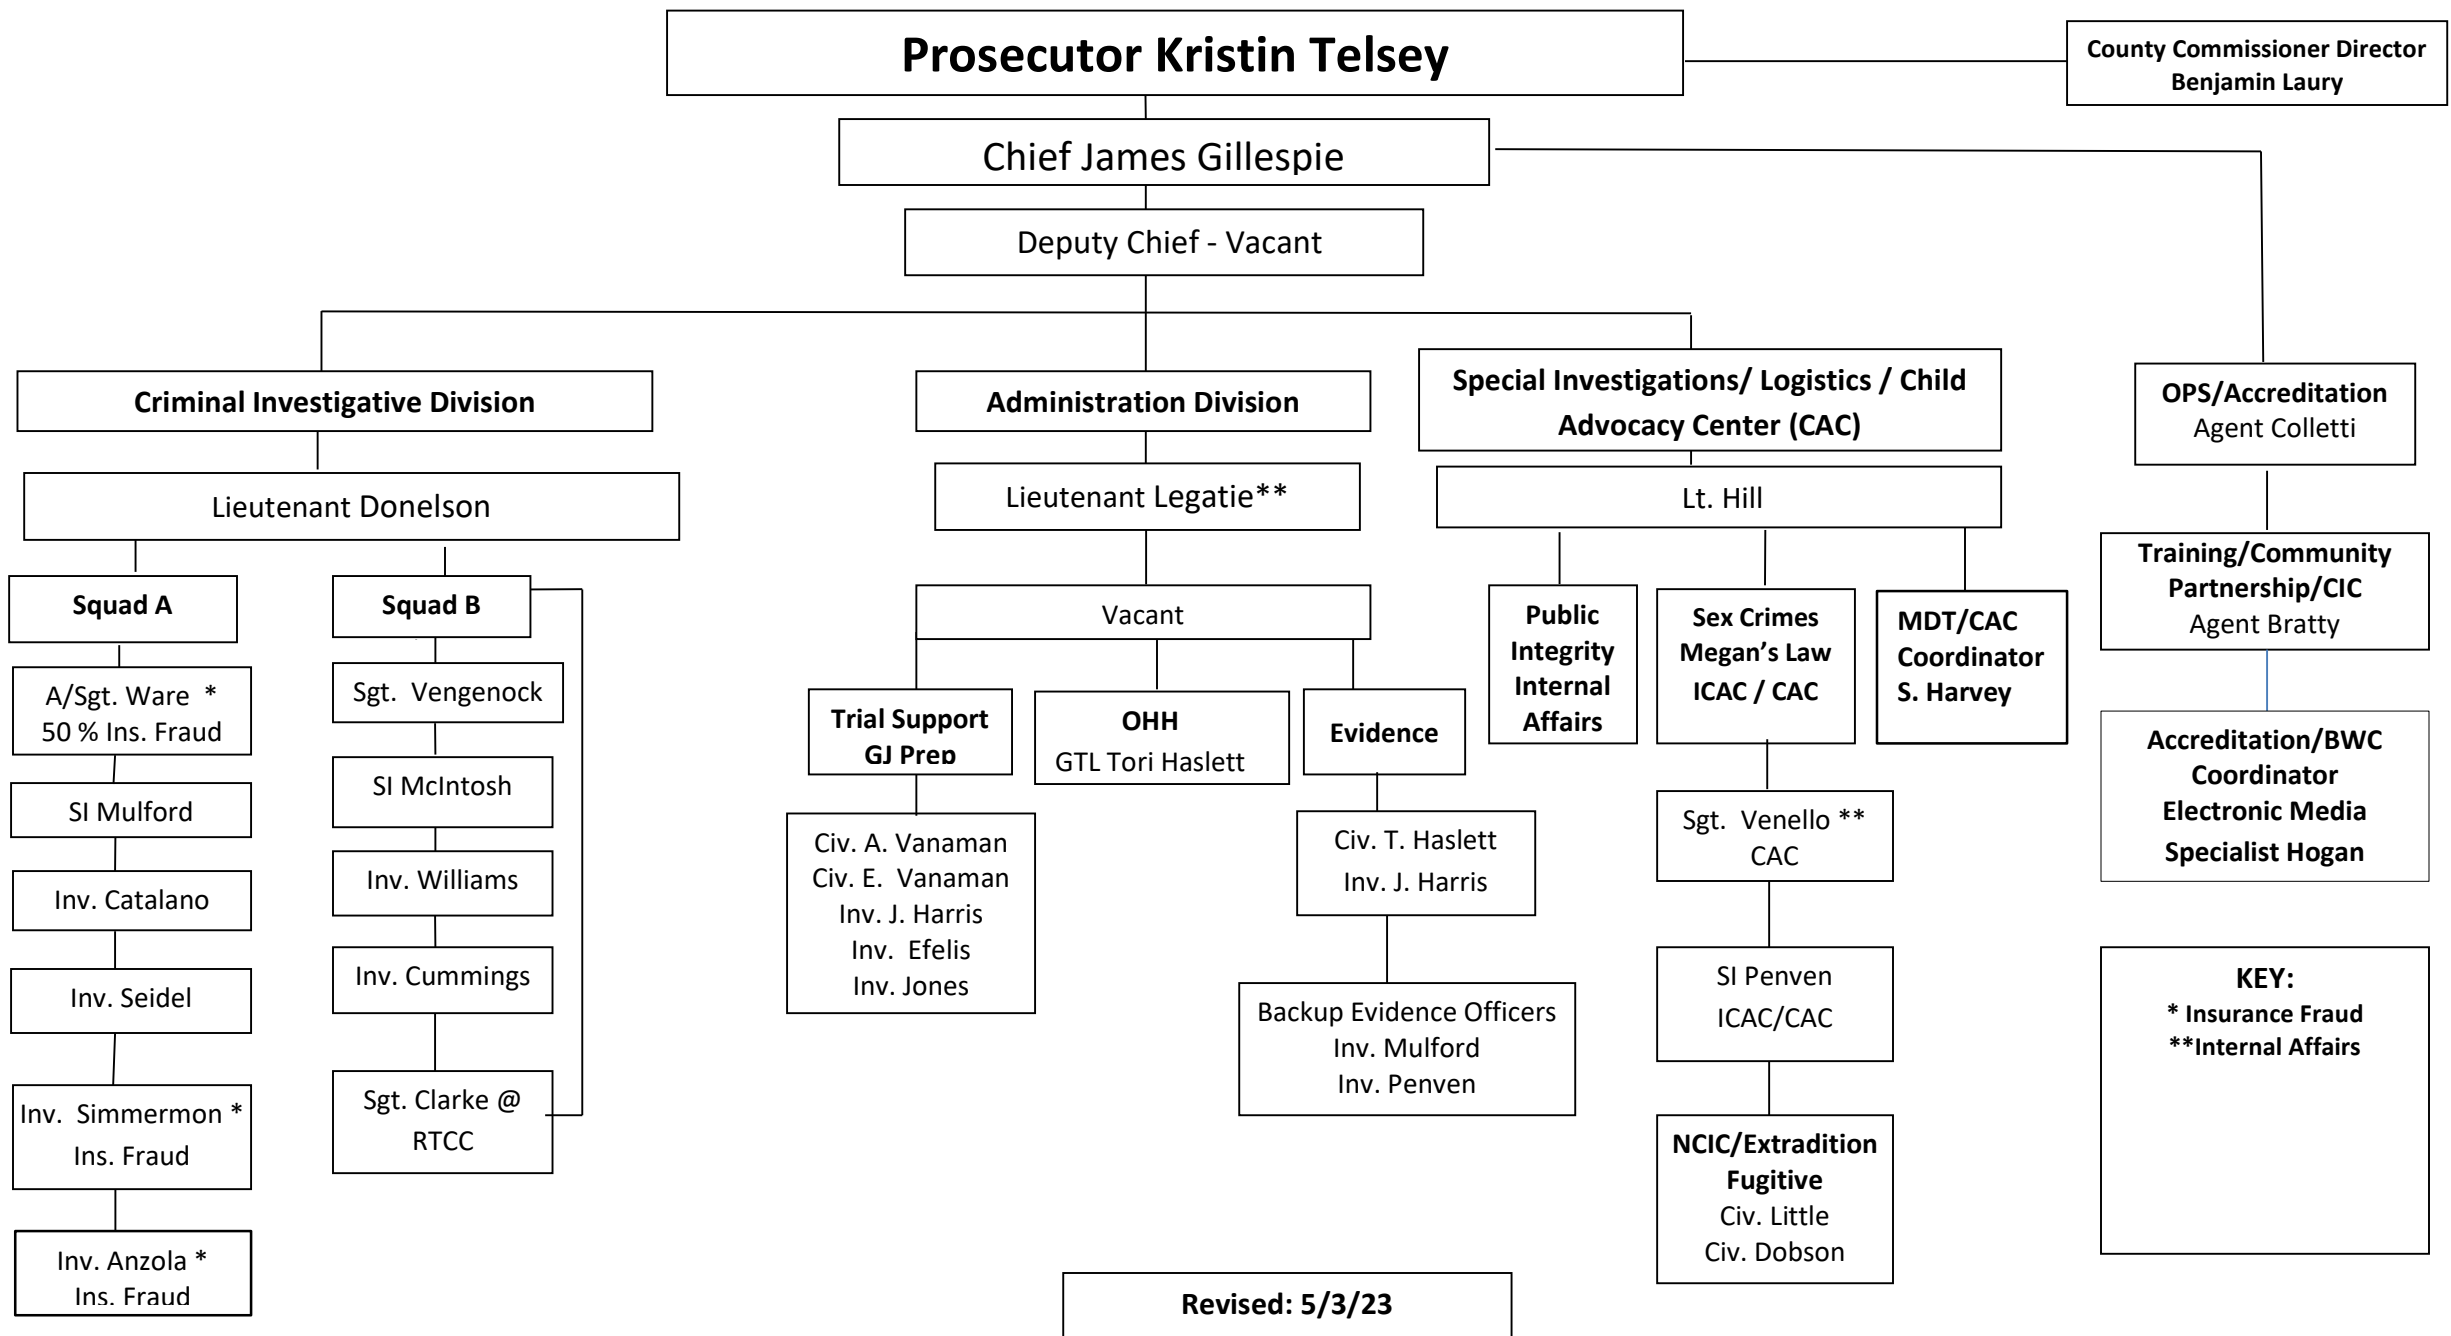 Prosecutor Kristin Telsey
County Commissioner Director
Benjamin Laury
Chief James Gillespie
Deputy Chief - Vacant
Criminal Investigative Division
Lieutenant Donelson
Squad A
A/Sgt. Ware *
50 % Ins. Fraud
SI Mulford
Inv. Catalano
Inv. Seidel
Inv. Simmermon *
Ins. Fraud
Inv. Anzola *
Ins. Fraud
Squad B
Sgt. Vengenock
SI McIntosh
Inv. Williams
Inv. Cummings
Sgt. Clarke @
RTCC
Administration Division
Lieutenant Legatie**
Vacant
Trial Support
GJ Prep
Civ. A. Vanaman
Civ. E. Vanaman
Inv. J. Harris
Inv. Efelis
Inv. Jones
OHH
GTL Tori Haslett
Evidence
Civ. T. Haslett
Inv. J. Harris
Backup Evidence Officers
Inv. Mulford
Inv. Penven
Special Investigations/ Logistics / Child
Advocacy Center (CAC)
Lt. Hill
Public
Integrity
Internal
Affairs
Sex Crimes
Megan’s Law
ICAC / CAC
Sgt. Venello **
CAC
SI Penven
ICAC/CAC
NCIC/Extradition
Fugitive
Civ. Little
Civ. Dobson
MDT/CAC
Coordinator
S. Harvey
OPS/Accreditation
Agent Colletti
Training/Community
Partnership/CIC
Agent Bratty
Accreditation/BWC
Coordinator
Electronic Media
Specialist Hogan
KEY:
* Insurance Fraud
**Internal Affairs
Revised: 5/3/23